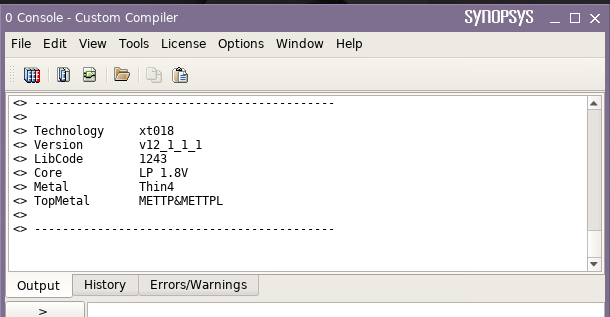 0 Console - Custom Compiler SYNOPSYS
File Edit View Tools License Options Window Help
<> -------------------------------------------
<>
<> Technology xt018
<> Version v12_1_1_1
<> LibCode 1243
<> Core LP 1.8V
<> Metal Thin4
<> TopMetal METTP&METTPL
<>
<> -------------------------------------------
Output History Errors/Warnings
>